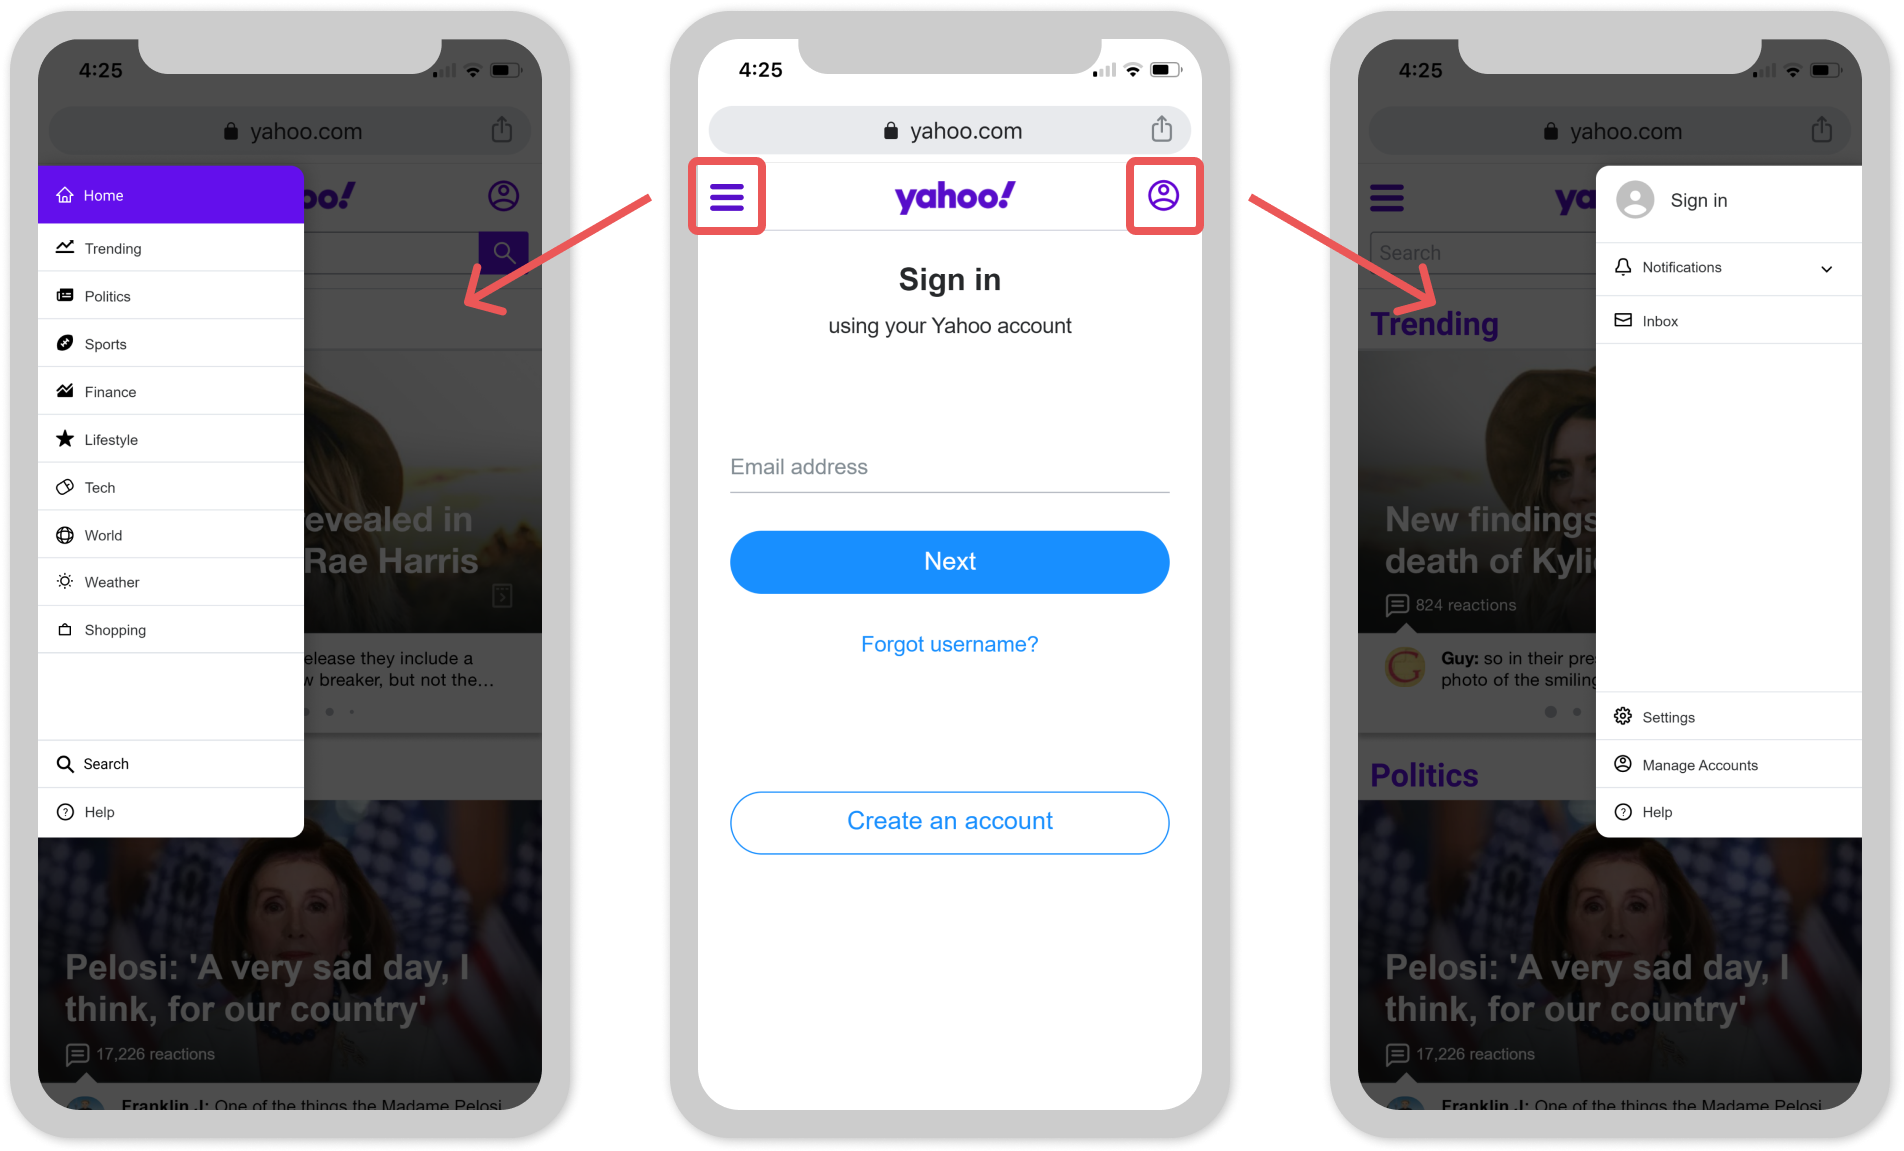 4:25
yahoo.com
oo!
Home
Trending
Politics
Sports
Finance
Lifestyle
Tech
World
Weather
Shopping
Search
Help
evealed in
Rae Harris
elease they include a
w breaker, but not the...
Pelosi: 'A very sad day, I
think, for our country'
17,226 reactions
Franklin J: One of the things the Madame Pelosi
4:25
yahoo.com
yahoo!
Sign in
using your Yahoo account
Email address
Next
Forgot username?
Create an account
4:25
yahoo.com
ya
Search
Sign in
Notifications
Inbox
Settings
Manage Accounts
Help
Trending
New findings
death of Kyli
824 reactions
G
Guy: so in their pre
photo of the smiling
Politics
Pelosi: 'A very sad day, I
think, for our country'
17,226 reactions
Franklin J: One of the things the Madame Pelosi